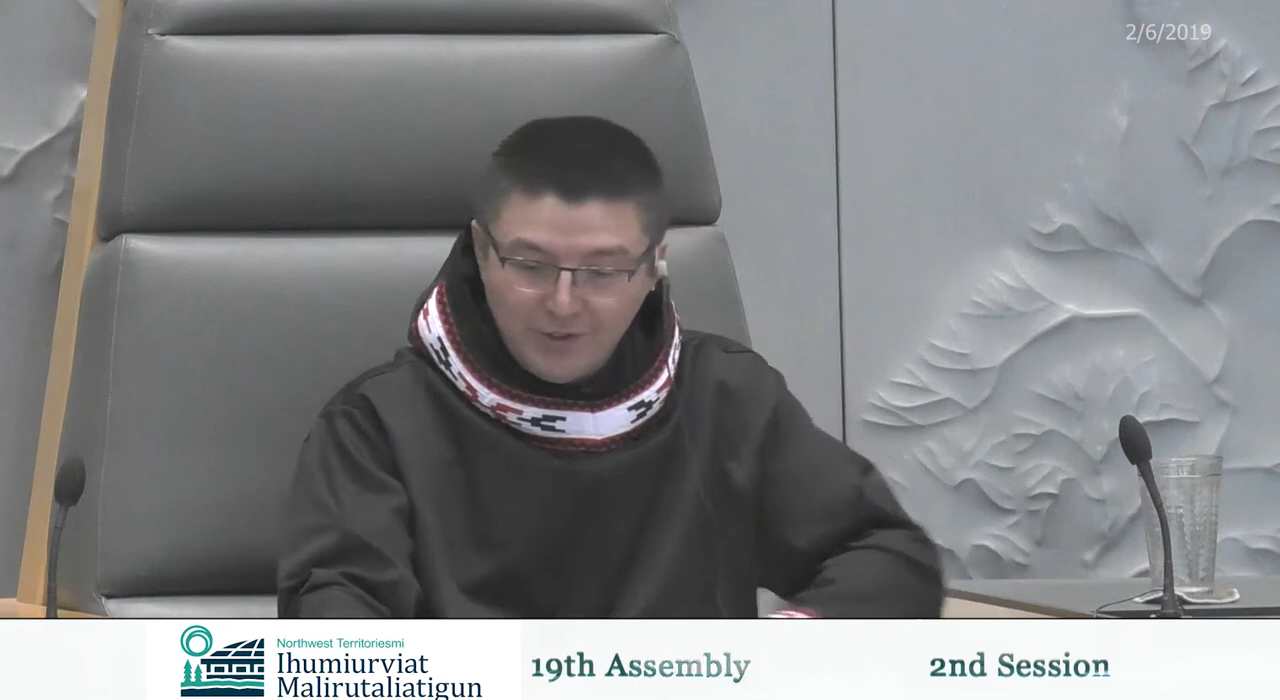 2/6/2019
Northwest Territoriesmi
Ihumiurviat
Malirutaliatigun
19th Assembly
2nd Session